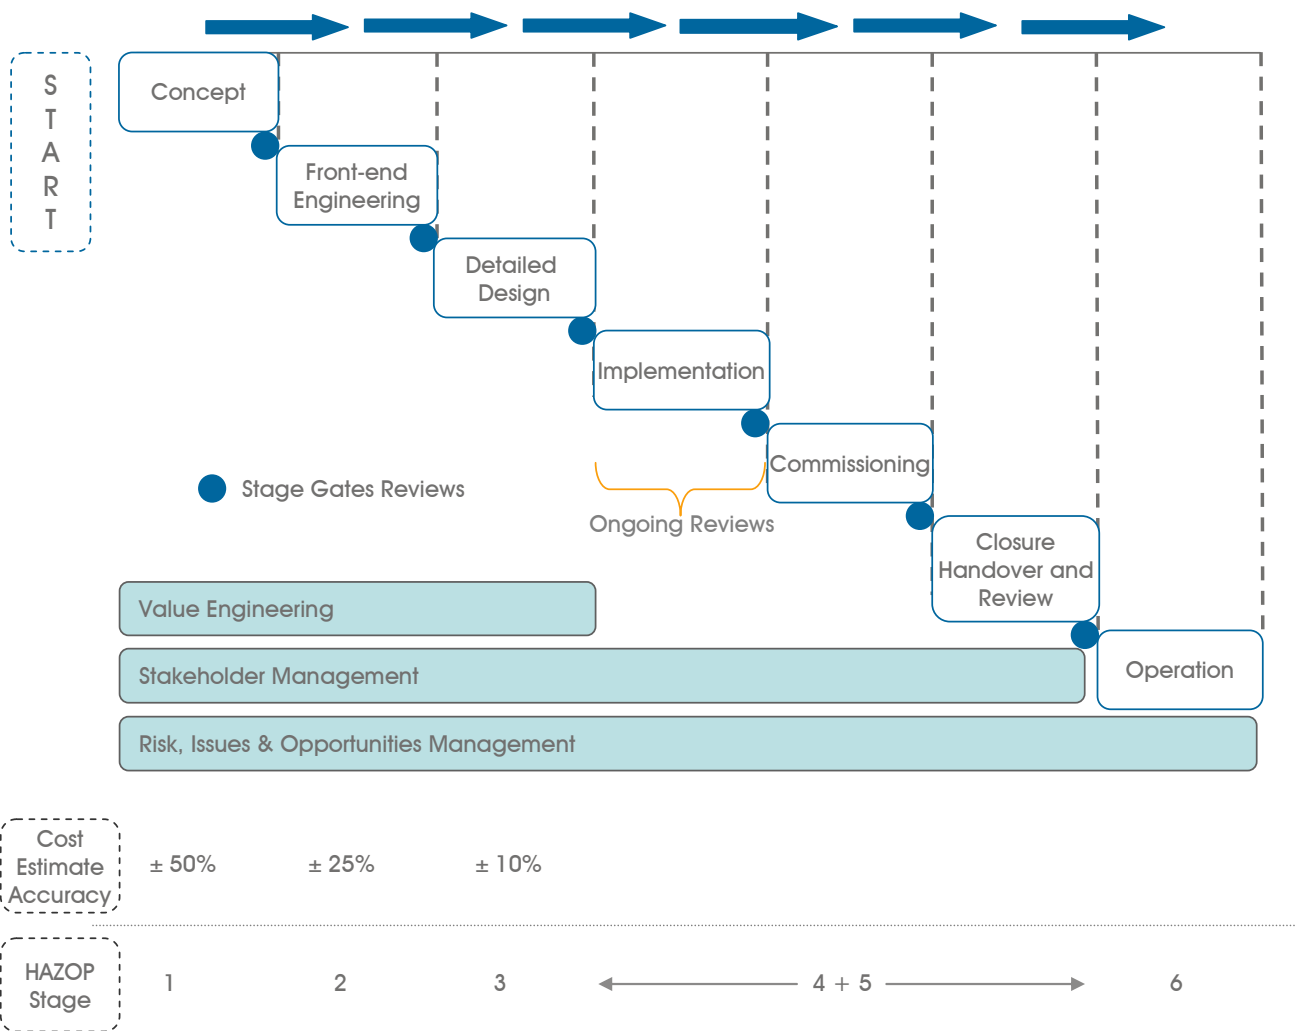 S
T
A
R
T
Concept
Front-end
Engineering
Detailed
Design
Implementation
Commissioning
Stage Gates Reviews
Ongoing Reviews
Closure
Handover and
Review
Value Engineering
Stakeholder Management
Operation
Risk, Issues & Opportunities Management
Cost
Estimate
Accuracy
± 50%
± 25%
± 10%
HAZOP
Stage
1
2
3
4 + 5
6